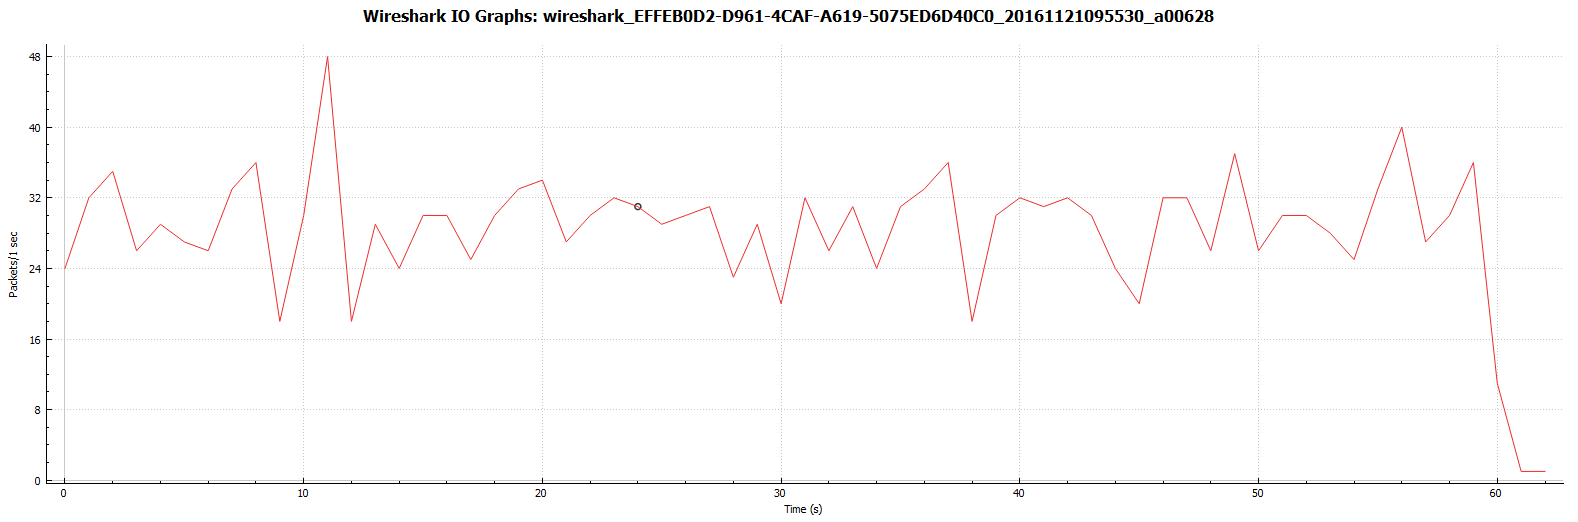 Wireshark IO Graphs: wireshark_EFFEB0D2-D961-4CAF-A619-5075ED6D40C0_20161121095530_a00628
48
40
32
24
16
8
0
Packets/1 sec
0 10 20 30 40 50 60
Time (s)